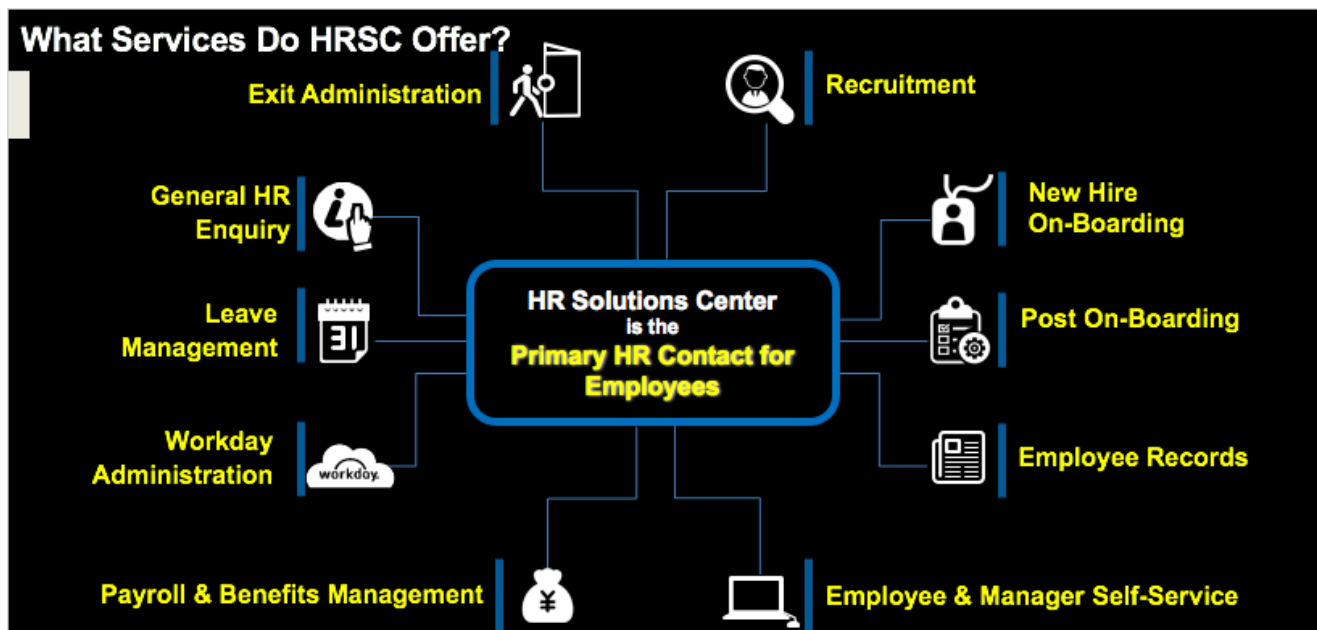 What Services Do HRSC Offer?
Exit Administration
Recruitment
General HR
Enquiry
New Hire
On-Boarding
HR Solutions Center
is the
Primary HR Contact for
Employees
Leave
Management
31
Post On-Boarding
Workday
Administration
workday.
Employee Records
Payroll & Benefits Management
¥
Employee & Manager Self-Service